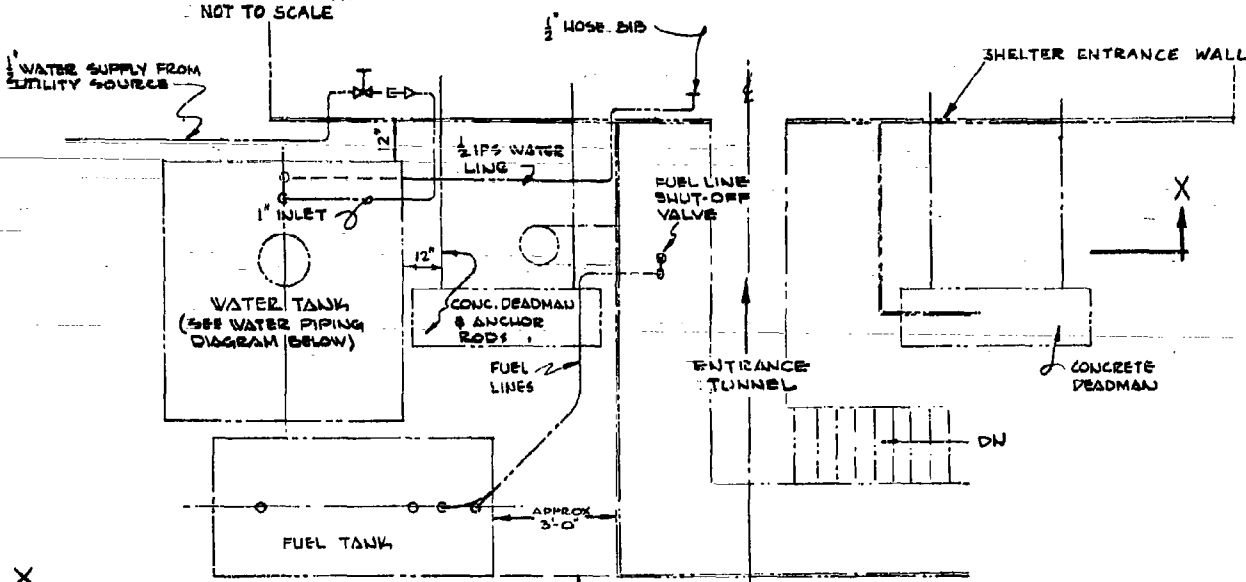 NOT TO SCALE
1/2" HOSE BIB
SHELTER ENTRANCE WALL
1/2" WATER SUPPLY FROM
UTILITY SOURCE
12"
1/2 IPS WATER
LINE
FUEL LINE
SHUT-OFF
VALVE
X
1" INLET
12"
WATER TANK
(SEE WATER PIPING
DIAGRAM BELOW)
CONC. DEADMAN
& ANCHOR
RODS
FUEL
LINES
ENTRANCE
TUNNEL
CONCRETE
DEADMAN
DN
APPROX
3'-0"
FUEL TANK
X